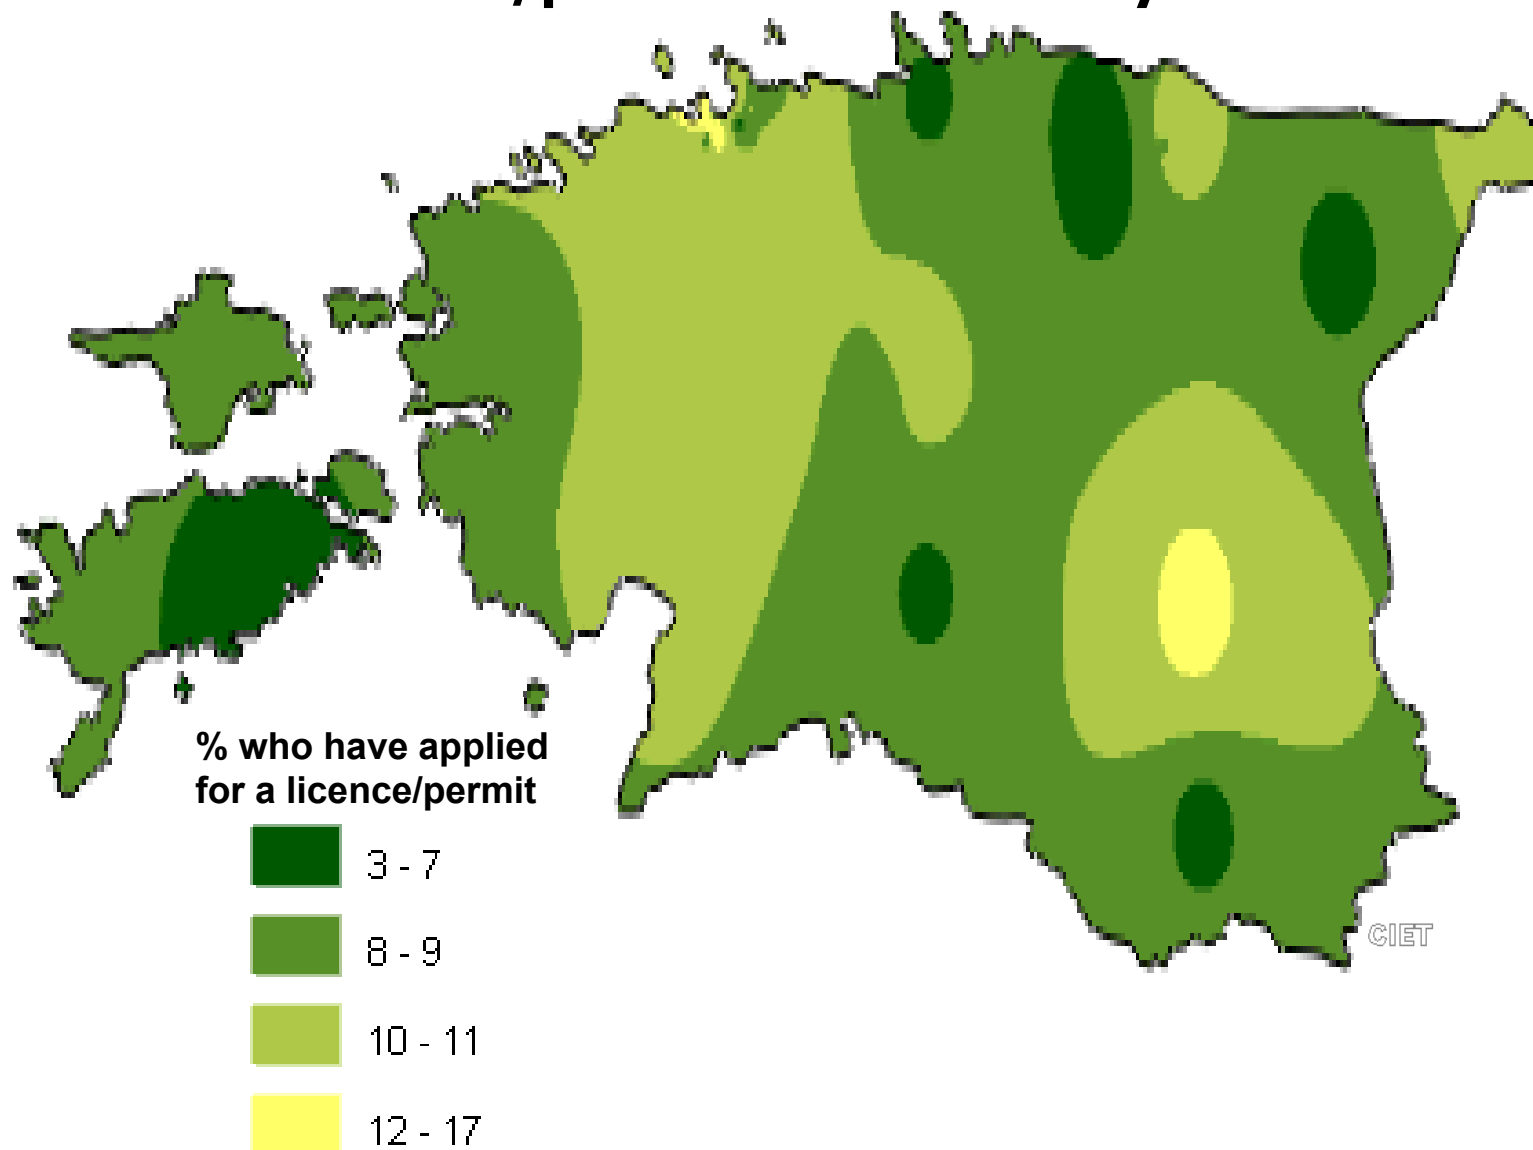 % who have applied
for a licence/permit
3 - 7
8 - 9
10 - 11
12 - 17
CIET